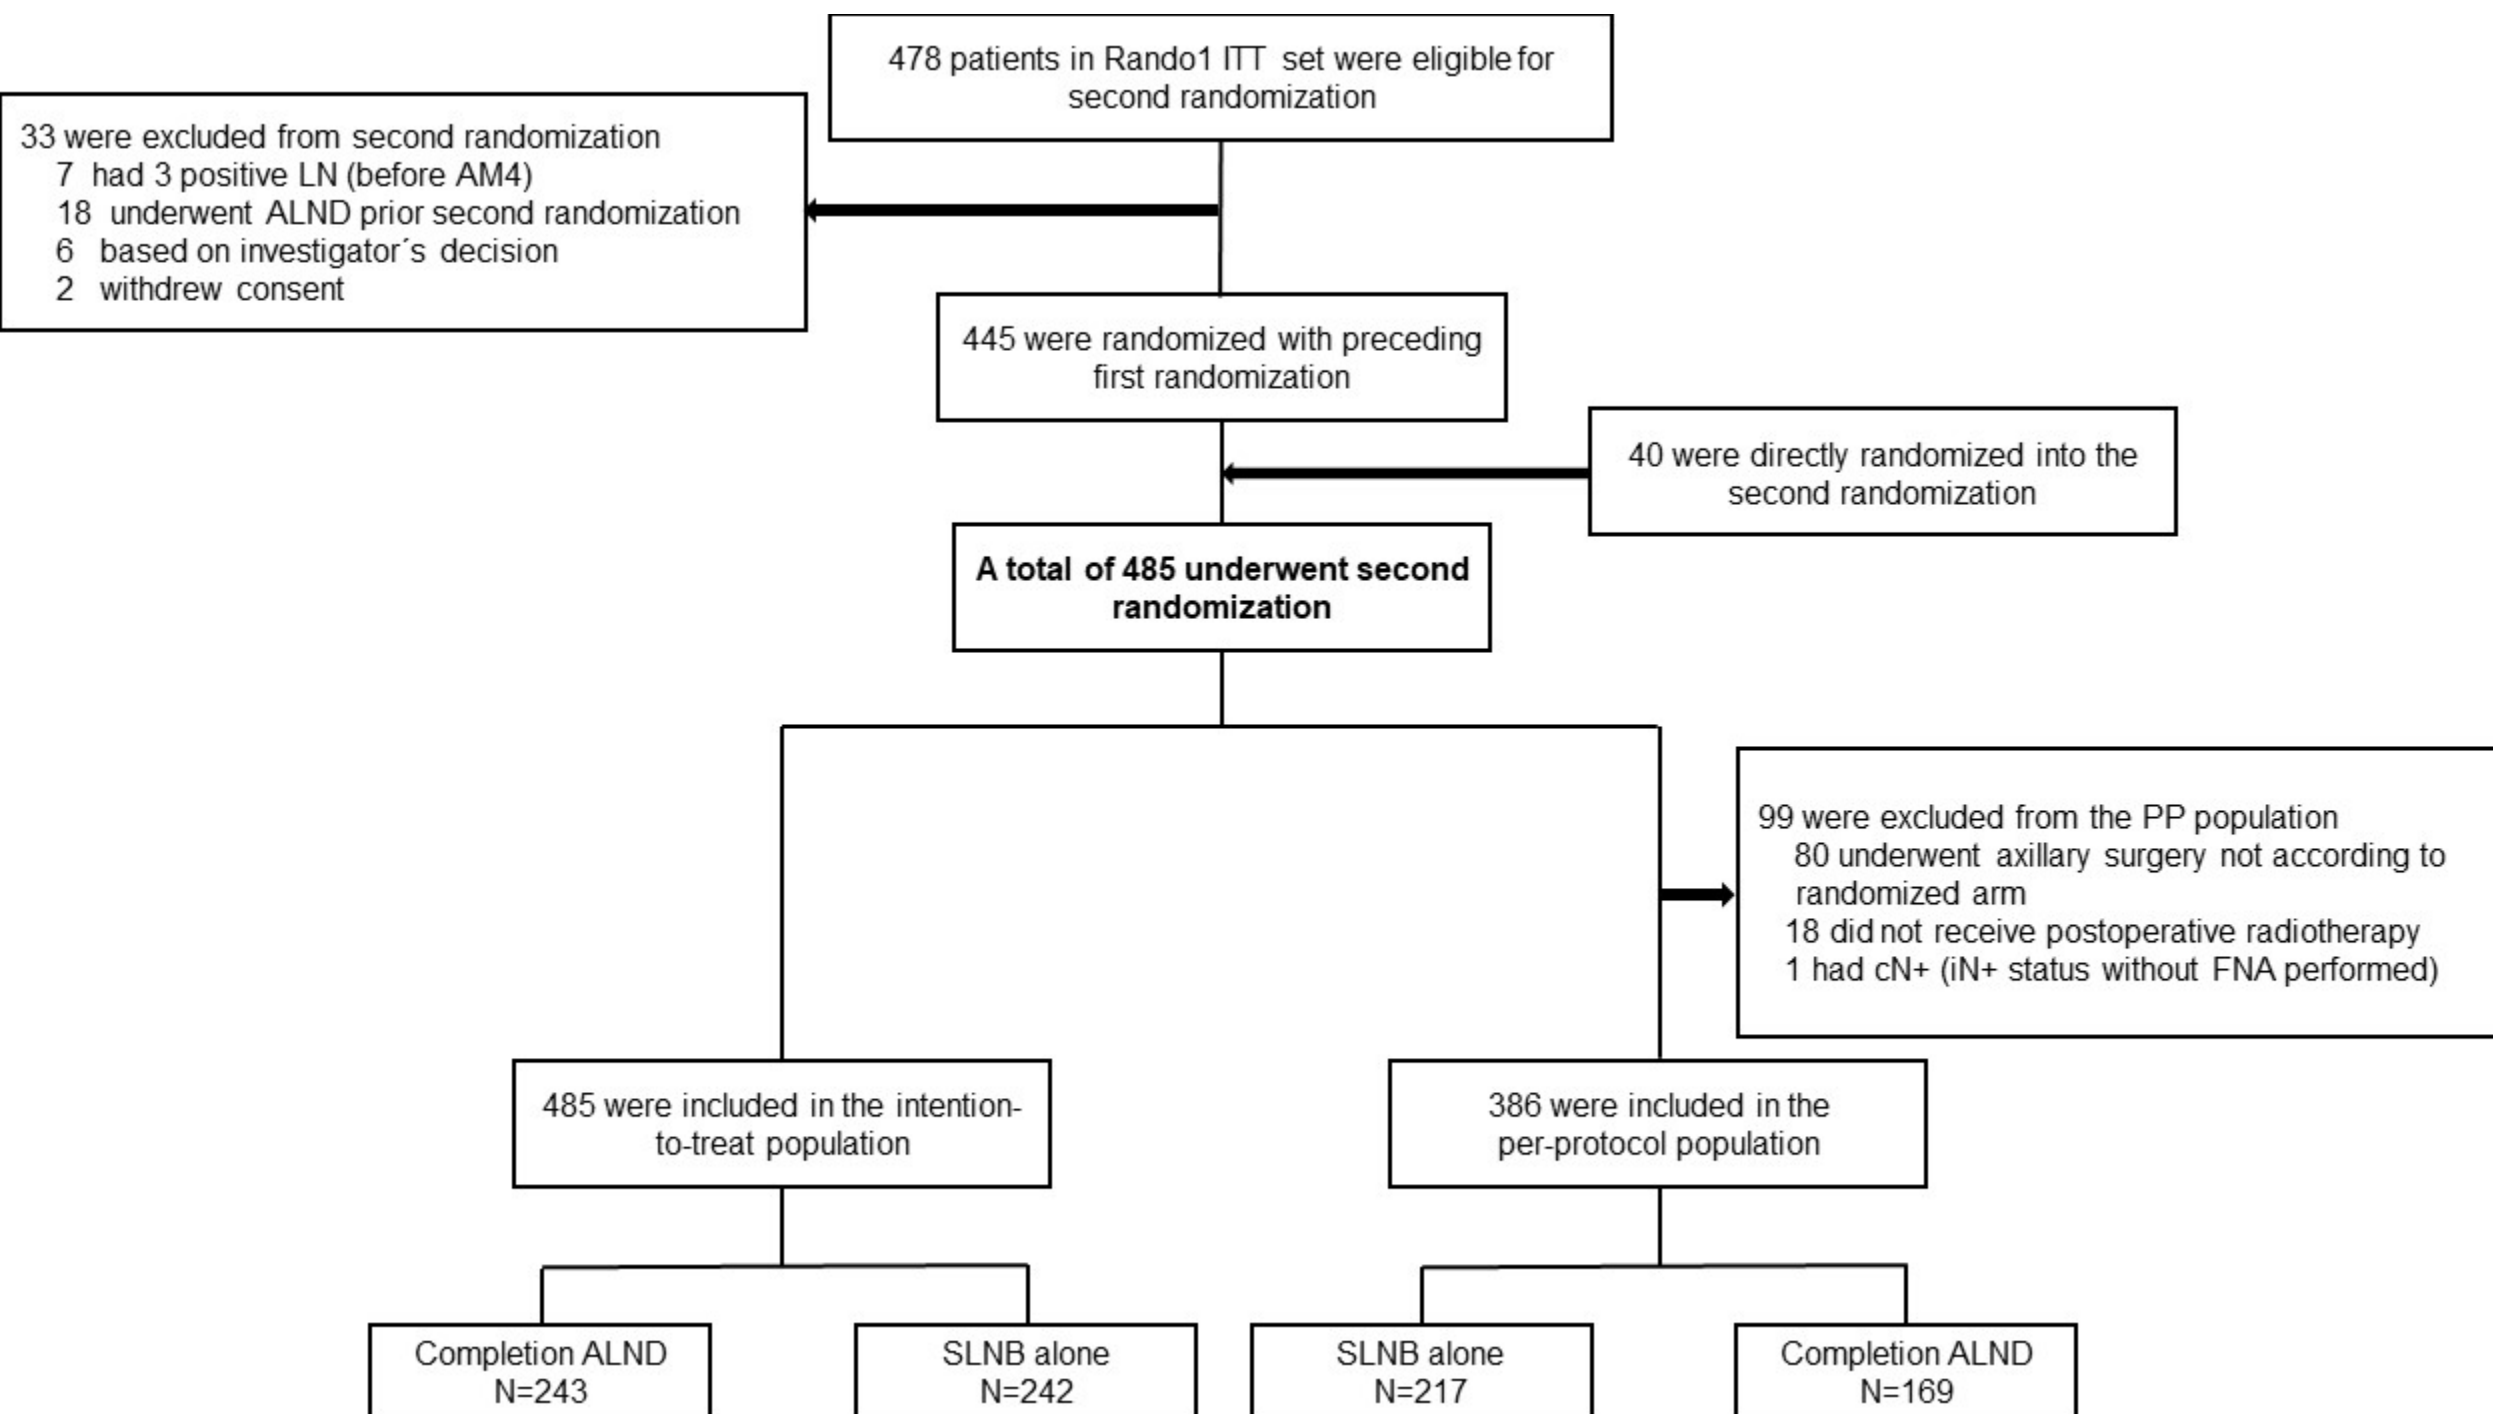 478 patients in Rando1 ITT set were eligible for
second randomization
33 were excluded from second randomization
7 had 3 positive LN (before AM4)
18 underwent ALND prior second randomization
6 based on investigator´s decision
2 withdrew consent
445 were randomized with preceding
first randomization
40 were directly randomized into the
second randomization
A total of 485 underwent second
randomization
99 were excluded from the PP population
80 underwent axillary surgery not according to
randomized arm
18 did not receive postoperative radiotherapy
1 had cN+ (iN+ status without FNA performed)
485 were included in the intention-
to-treat population
386 were included in the
per-protocol population
Completion ALND
N=243
SLNB alone
N=242
SLNB alone
N=217
Completion ALND
N=169